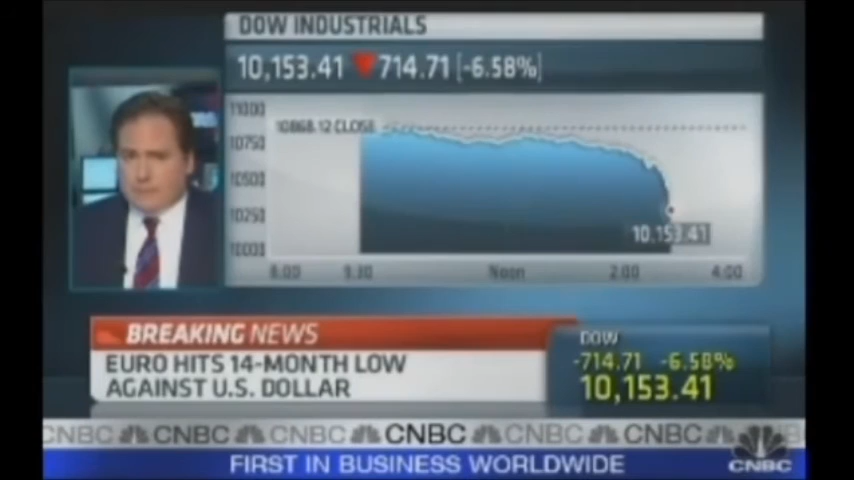 DOW INDUSTRIALS
10,153.41 ▼714.71 [-6.58%]
11000
10868.12 CLOSE
10750
10500
10250
10,153.41
10000
8:00 9:30 Noon 2:00 4:00
BREAKING NEWS
EURO HITS 14-MONTH LOW
AGAINST U.S. DOLLAR
DOW
-714.71 -6.58%
10,153.41
CNBC CNBC CNBC CNBC CNBC CNBC
FIRST IN BUSINESS WORLDWIDE
CNBC